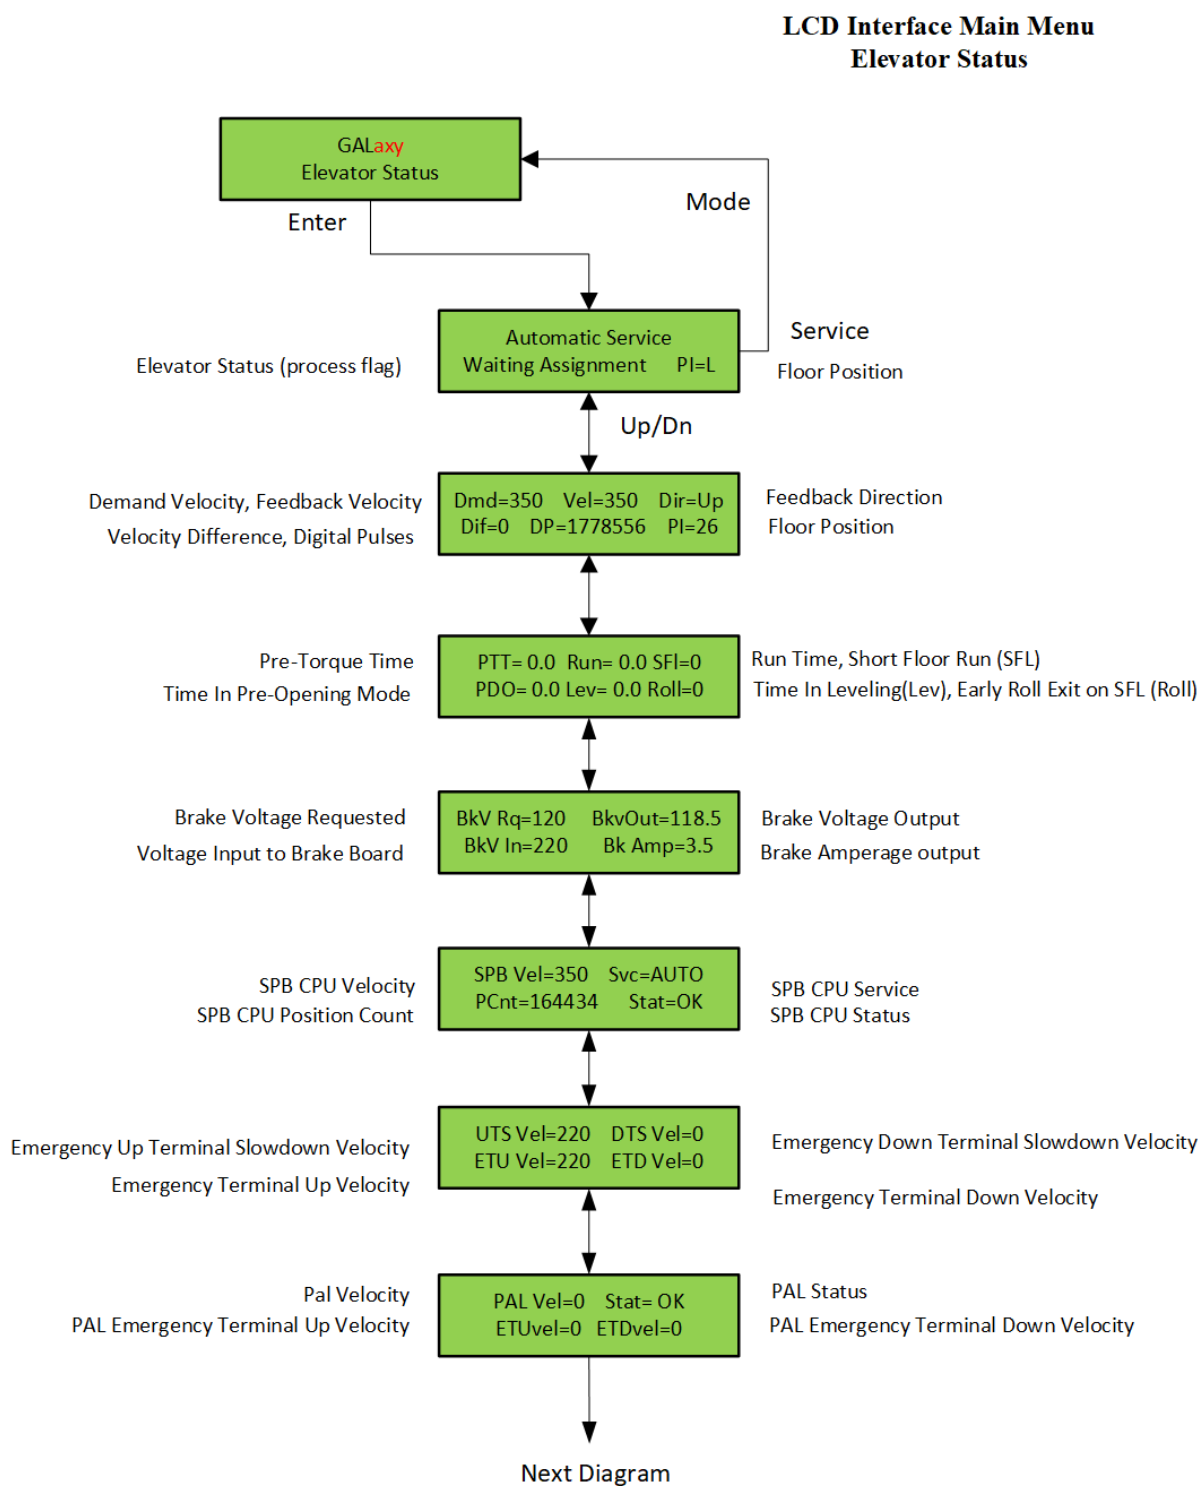 LCD Interface Main Menu
Elevator Status
GALaxy
Elevator Status
Enter
Mode
Automatic Service
Waiting Assignment PI=L
Elevator Status (process flag)
Service
Floor Position
Up/Dn
Demand Velocity, Feedback Velocity
Velocity Difference, Digital Pulses
Dmd=350 Vel=350 Dir=Up
Dif=0 DP=1778556 PI=26
Feedback Direction
Floor Position
Pre-Torque Time
Time In Pre-Opening Mode
PTT= 0.0 Run= 0.0 SFl=0
PDO= 0.0 Lev= 0.0 Roll=0
Run Time, Short Floor Run (SFL)
Time In Leveling(Lev), Early Roll Exit on SFL (Roll)
Brake Voltage Requested
Voltage Input to Brake Board
BkV Rq=120 BkvOut=118.5
BkV In=220 Bk Amp=3.5
Brake Voltage Output
Brake Amperage output
SPB CPU Velocity
SPB CPU Position Count
SPB Vel=350 Svc=AUTO
PCnt=164434 Stat=OK
SPB CPU Service
SPB CPU Status
Emergency Up Terminal Slowdown Velocity
Emergency Terminal Up Velocity
UTS Vel=220 DTS Vel=0
ETU Vel=220 ETD Vel=0
Emergency Down Terminal Slowdown Velocity
Emergency Terminal Down Velocity
Pal Velocity
PAL Emergency Terminal Up Velocity
PAL Vel=0 Stat= OK
ETUvel=0 ETDvel=0
PAL Status
PAL Emergency Terminal Down Velocity
Next Diagram